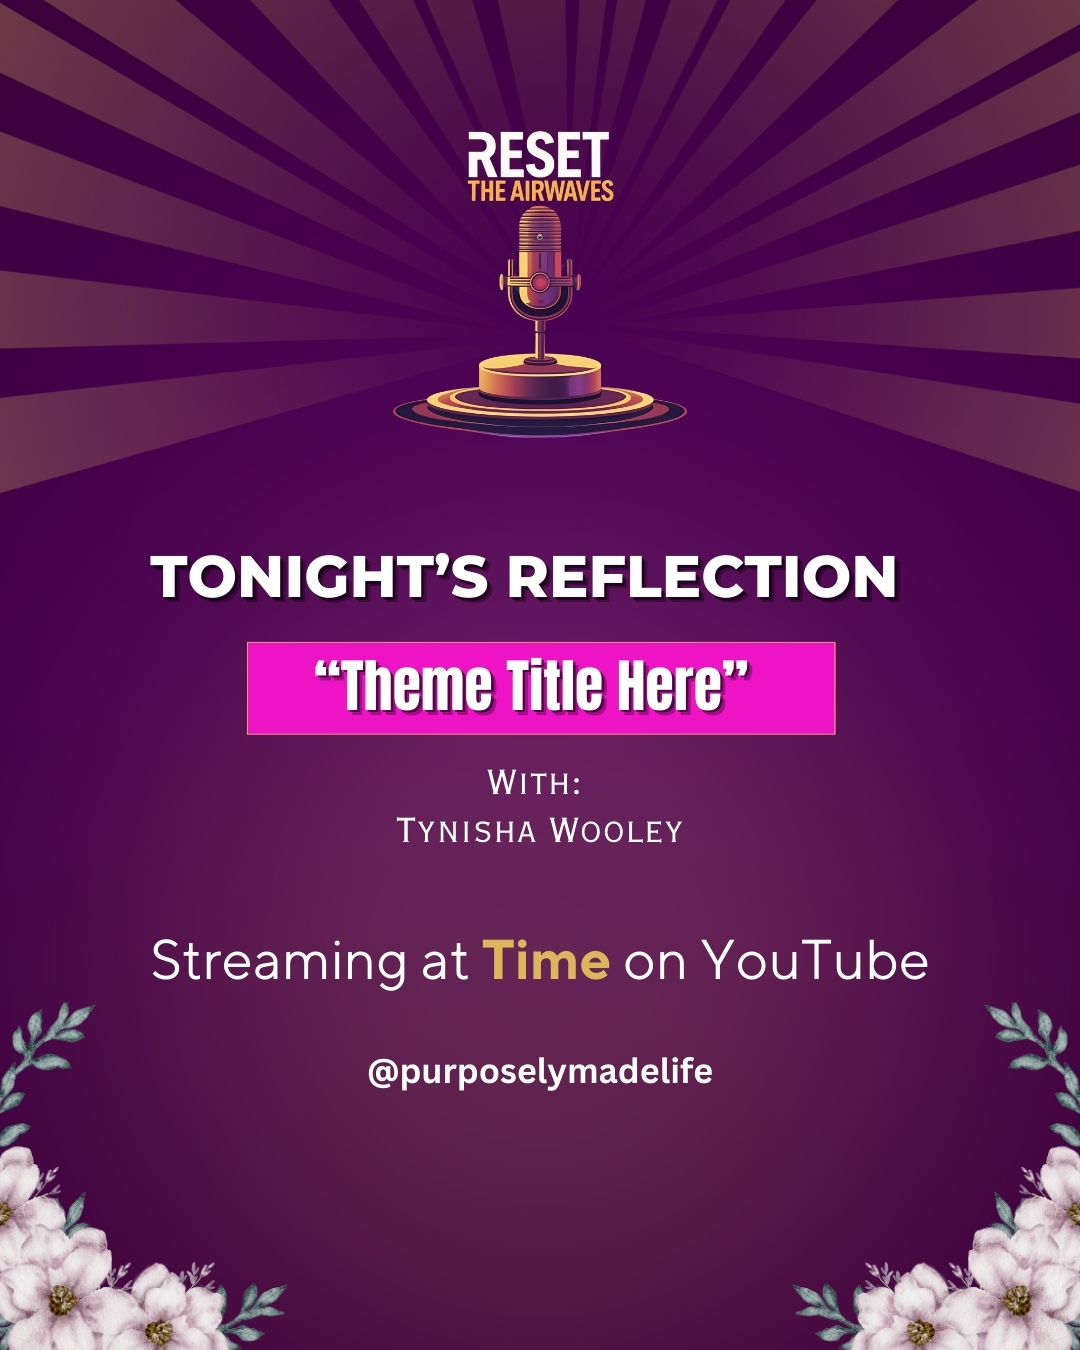 RESET
THE AIRWAVES
TONIGHT’S REFLECTION
“Theme Title Here”
With:
Tynisha Wooley
Streaming at Time on YouTube
@purposelymadelife